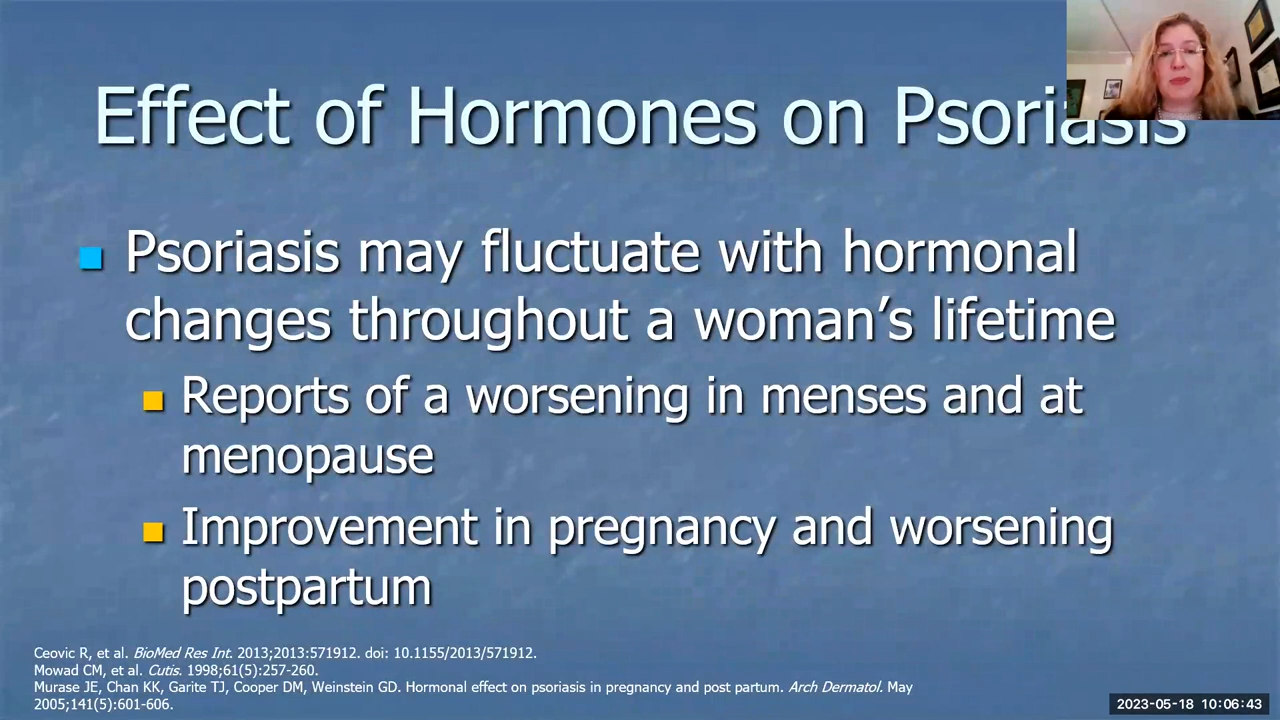 Effect of Hormones on Psoriasis
Psoriasis may fluctuate with hormonal
changes throughout a woman’s lifetime
Reports of a worsening in menses and at
menopause
Improvement in pregnancy and worsening
postpartum
Ceovic R, et al. BioMed Res Int. 2013;2013:571912. doi: 10.1155/2013/571912.
Mowad CM, et al. Cutis. 1998;61(5):257-260.
Murase JE, Chan KK, Garite TJ, Cooper DM, Weinstein GD. Hormonal effect on psoriasis in pregnancy and post partum. Arch Dermatol. May
2005;141(5):601-606.
2023-05-18 10:06:43